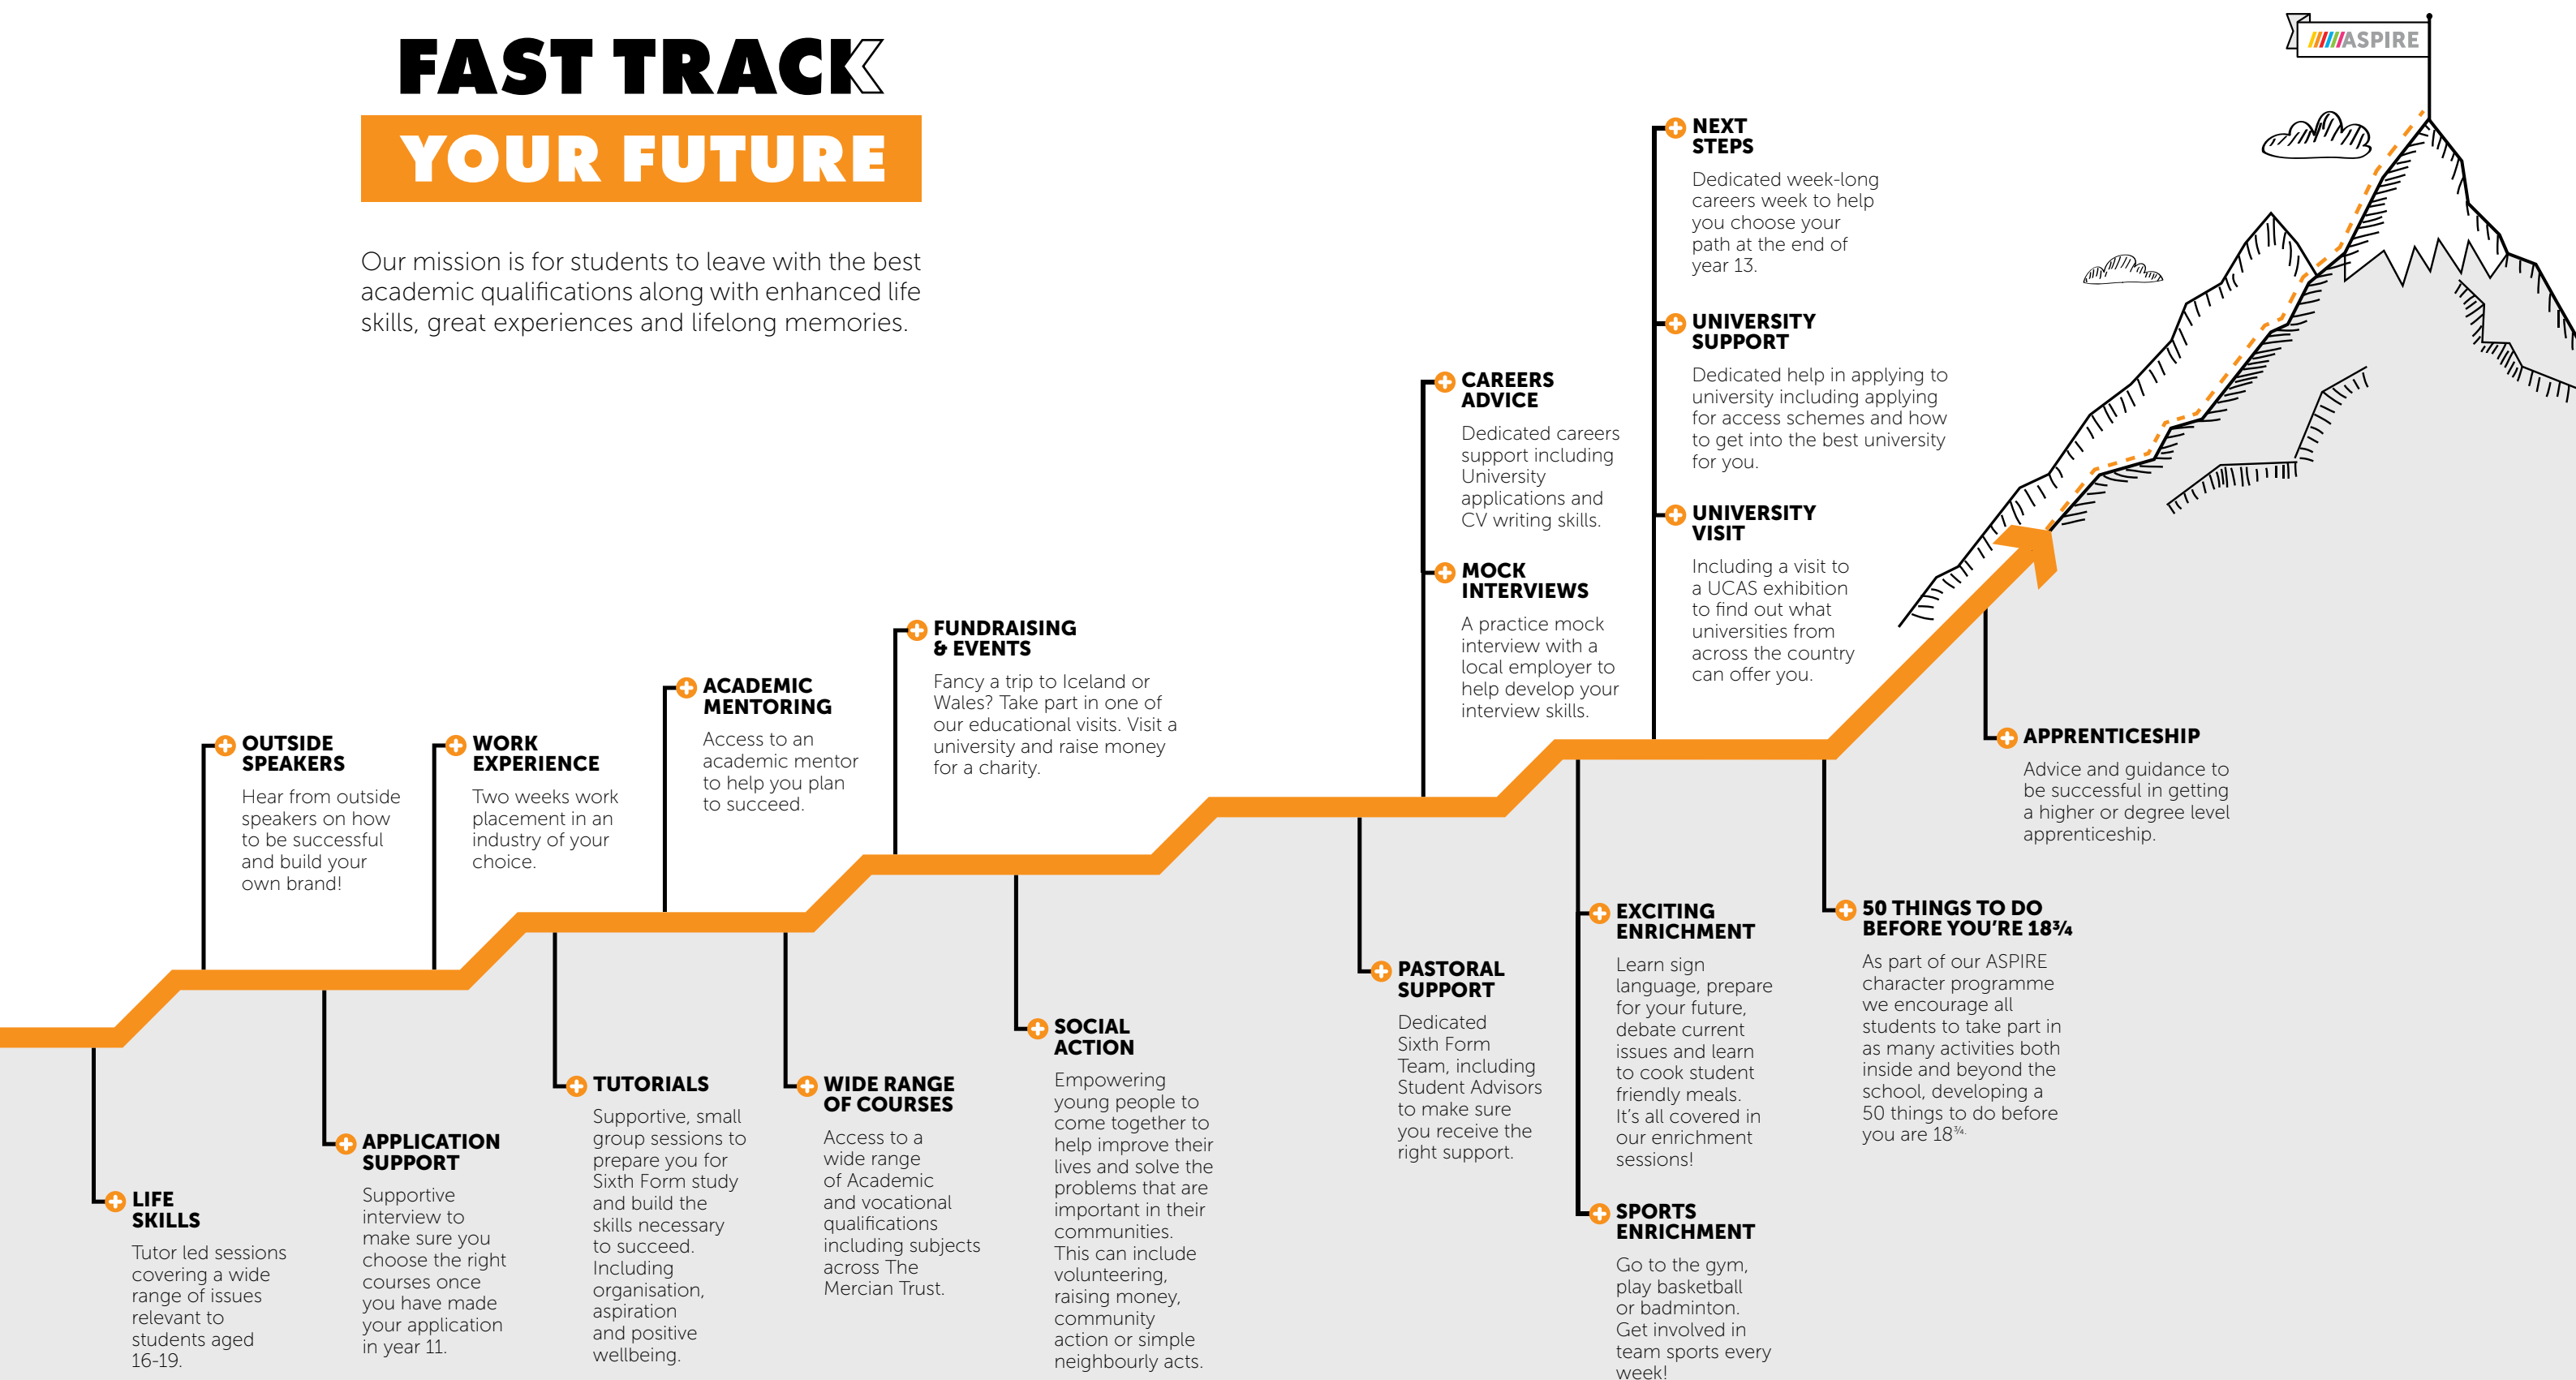 FAST TRACK
YOUR FUTURE
Our mission is for students to leave with the best
academic qualifications along with enhanced life
skills, great experiences and lifelong memories.
ASPIRE
LIFE
SKILLS
Tutor led sessions
covering a wide
range of issues
relevant to
students aged
16-19.
OUTSIDE
SPEAKERS
Hear from outside
speakers on how
to be successful
and build your
own brand!
APPLICATION
SUPPORT
Supportive
interview to
make sure you
choose the right
courses once
you have made
your application
in year 11.
WORK
EXPERIENCE
Two weeks work
placement in an
industry of your
choice.
TUTORIALS
Supportive, small
group sessions to
prepare you for
Sixth Form study
and build the
skills necessary
to succeed.
Including
organisation,
aspiration
and positive
wellbeing.
ACADEMIC
MENTORING
Access to an
academic mentor
to help you plan
to succeed.
WIDE RANGE
OF COURSES
Access to a
wide range
of Academic
and vocational
qualifications
including subjects
across The
Mercian Trust.
FUNDRAISING
& EVENTS
Fancy a trip to Iceland or
Wales? Take part in one of
our educational visits. Visit a
university and raise money
for a charity.
SOCIAL
ACTION
Empowering
young people to
come together to
help improve their
lives and solve the
problems that are
important in their
communities.
This can include
volunteering,
raising money,
community
action or simple
neighbourly acts.
PASTORAL
SUPPORT
Dedicated
Sixth Form
Team, including
Student Advisors
to make sure
you receive the
right support.
CAREERS
ADVICE
Dedicated careers
support including
University
applications and
CV writing skills.
MOCK
INTERVIEWS
A practice mock
interview with a
local employer to
help develop your
interview skills.
EXCITING
ENRICHMENT
Learn sign
language, prepare
for your future,
debate current
issues and learn
to cook student
friendly meals.
It's all covered in
our enrichment
sessions!
SPORTS
ENRICHMENT
Go to the gym,
play basketball
or badminton.
Get involved in
team sports every
week!
NEXT
STEPS
Dedicated week-long
careers week to help
you choose your
path at the end of
year 13.
UNIVERSITY
SUPPORT
Dedicated help in applying to
university including applying
for access schemes and how
to get into the best university
for you.
UNIVERSITY
VISIT
Including a visit to
a UCAS exhibition
to find out what
universities from
across the country
can offer you.
50 THINGS TO DO
BEFORE YOU'RE 18¾
As part of our ASPIRE
character programme
we encourage all
students to take part in
as many activities both
inside and beyond the
school, developing a
50 things to do before
you are 18¾.
APPRENTICESHIP
Advice and guidance to
be successful in getting
a higher or degree level
apprenticeship.